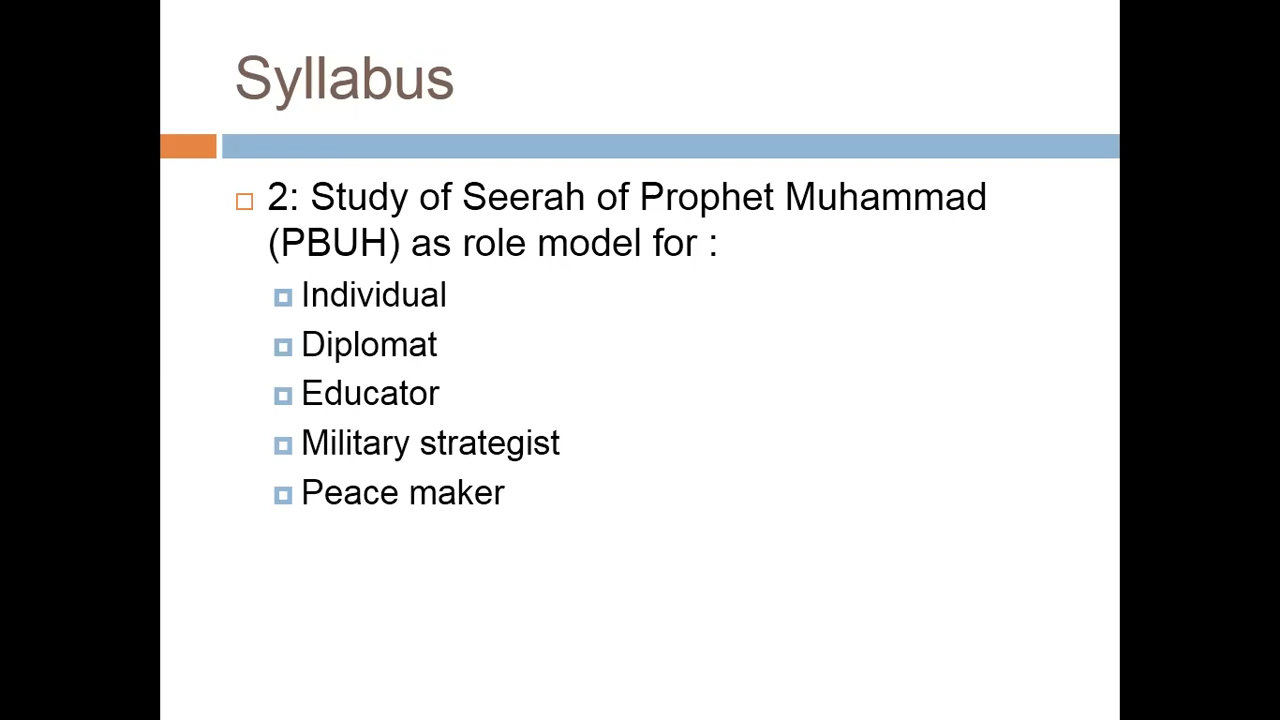 Syllabus
2: Study of Seerah of Prophet Muhammad
(PBUH) as role model for :
Individual
Diplomat
Educator
Military strategist
Peace maker